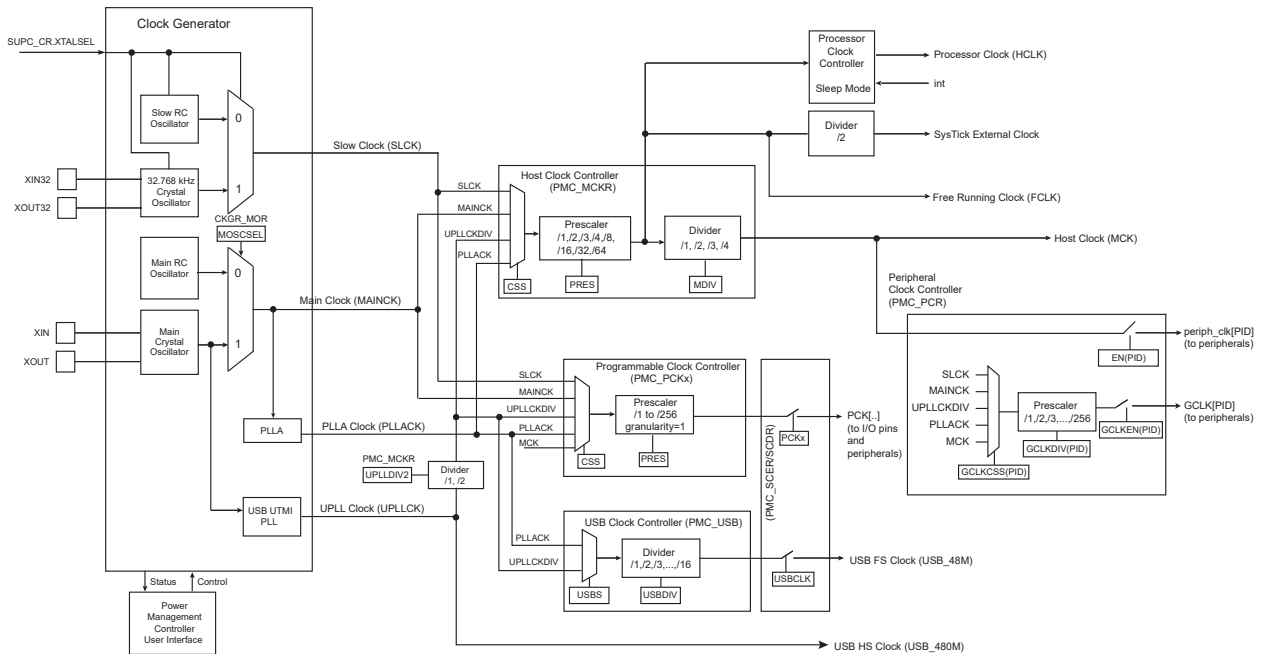 Clock Generator
SUPC_CR.XTALSEL
Slow RC
Oscillator
0
XIN32
XOUT32
32.768 kHz
Crystal
Oscillator
1
Slow Clock (SLCK)
CKGR_MOR
MOSCSEL
Main RC
Oscillator
0
XIN
XOUT
Main
Crystal
Oscillator
1
Main Clock (MAINCK)
PLLA
PLLA Clock (PLLACK)
PMC_MCKR
UPLLDIV2
Divider
/1, /2
USB UTMI
PLL
UPLL Clock (UPLLCK)
Status
Control
Power
Management
Controller
User Interface
Host Clock Controller
(PMC_MCKR)
SLCK
MAINCK
UPLLCKDIV
PLLACK
CSS
Prescaler
/1,/2,/3,/4,/8,
/16,/32,/64
PRES
Divider
/1, /2, /3, /4
MDIV
Processor
Clock
Controller
Sleep Mode
Processor Clock (HCLK)
int
Divider
/2
SysTick External Clock
Free Running Clock (FCLK)
Host Clock (MCK)
Peripheral
Clock Controller
(PMC_PCR)
periph_clk[PID]
(to peripherals)
EN(PID)
SLCK
MAINCK
UPLLCKDIV
PLLACK
MCK
GCLKCSS(PID)
Prescaler
/1,/2,/3,...,/256
GCLKDIV(PID)
GCLKEN(PID)
GCLK[PID]
(to peripherals)
Programmable Clock Controller
(PMC_PCKx)
SLCK
MAINCK
UPLLCKDIV
PLLACK
MCK
CSS
Prescaler
/1 to /256
granularity=1
PRES
(PMC_SCER/SCDR)
PCKx
PCK[..]
(to I/O pins
and
peripherals)
USB Clock Controller (PMC_USB)
PLLACK
UPLLCKDIV
USBS
Divider
/1,/2,/3,...,/16
USBDIV
USBCLK
USB FS Clock (USB_48M)
USB HS Clock (USB_480M)